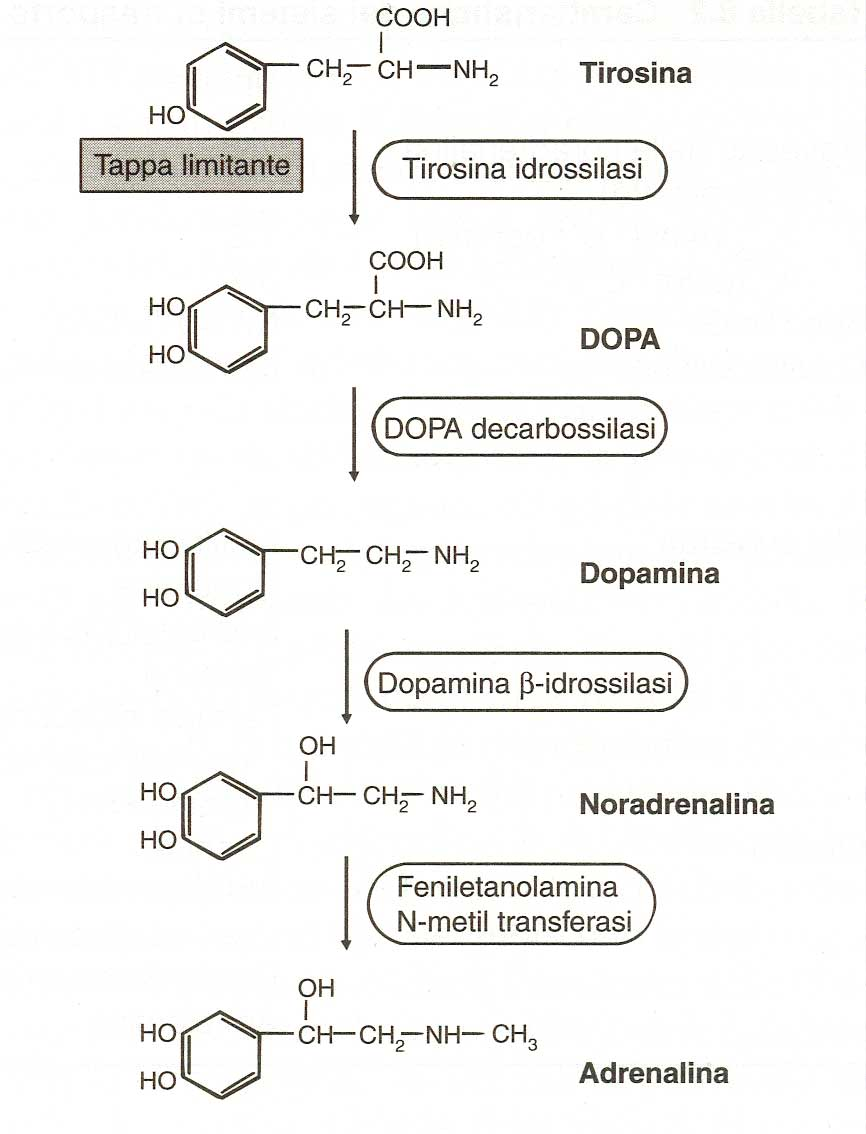 COOH
CH2 CH NH2 Tirosina
HO
Tappa limitante Tirosina idrossilasi
COOH
HO CH2 CH NH2
HO DOPA
DOPA decarbossilasi
HO CH2 CH2 NH2
HO Dopamina
Dopamina β-idrossilasi
OH
HO CH CH2 NH2 Noradrenalina
HO
Feniletanolamina
N-metil transferasi
OH
HO CH CH2 NH CH3
HO Adrenalina